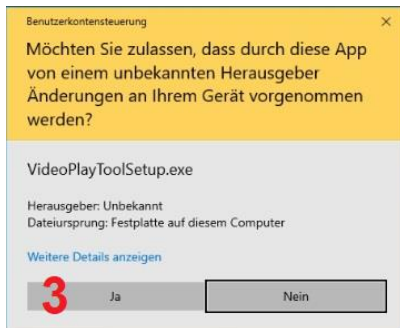 Benutzerkontensteuerung
Möchten Sie zulassen, dass durch diese App
von einem unbekannten Herausgeber
Änderungen an Ihrem Gerät vorgenommen
werden?
VideoPlayToolSetup.exe
Herausgeber: Unbekannt
Dateiursprung: Festplatte auf diesem Computer
Weitere Details anzeigen
3 Ja Nein